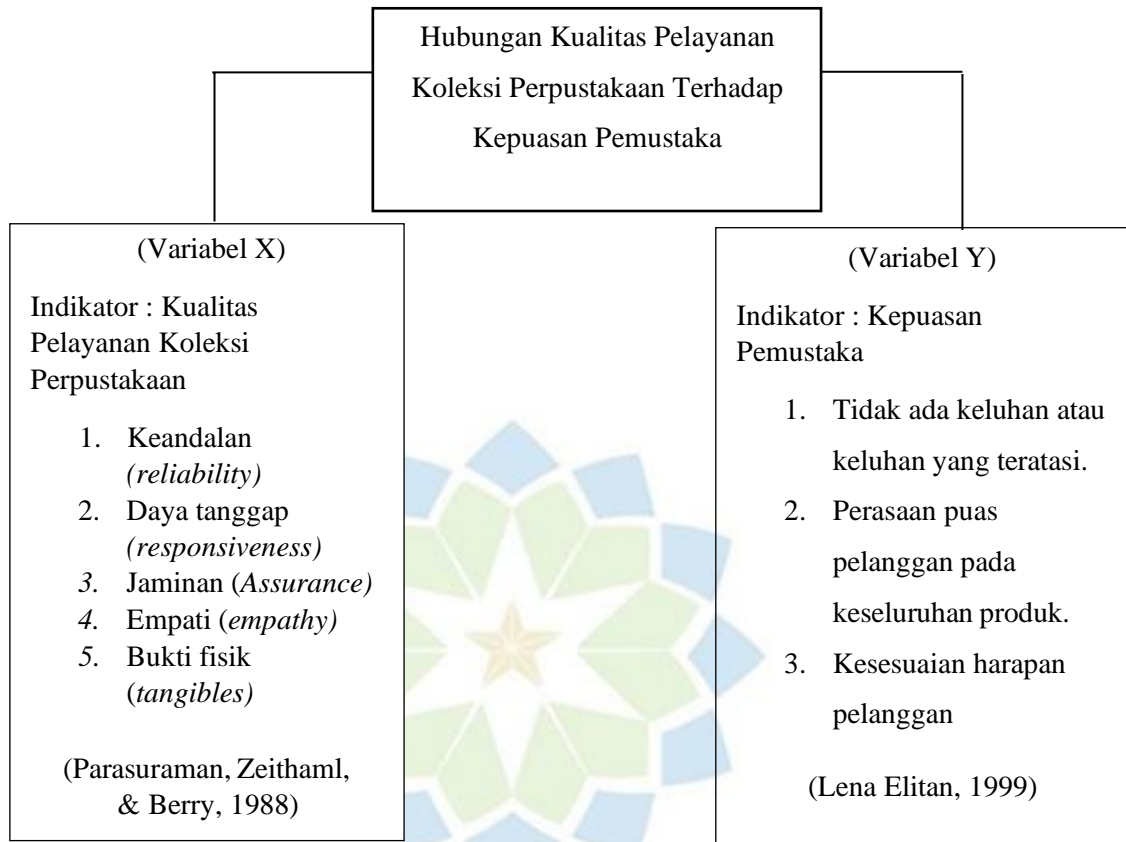 Hubungan Kualitas Pelayanan
Koleksi Perpustakaan Terhadap
Kepuasan Pemustaka
(Variabel X)
Indikator : Kualitas
Pelayanan Koleksi
Perpustakaan
1. Keandalan
(reliability)
2. Daya tanggap
(responsiveness)
3. Jaminan (Assurance)
4. Empati (empathy)
5. Bukti fisik
(tangibles)
(Parasuraman, Zeithaml,
& Berry, 1988)
(Variabel Y)
Indikator : Kepuasan
Pemustaka
1. Tidak ada keluhan atau
keluhan yang teratasi.
2. Perasaan puas
pelanggan pada
keseluruhan produk.
3. Kesesuaian harapan
pelanggan
(Lena Elitan, 1999)